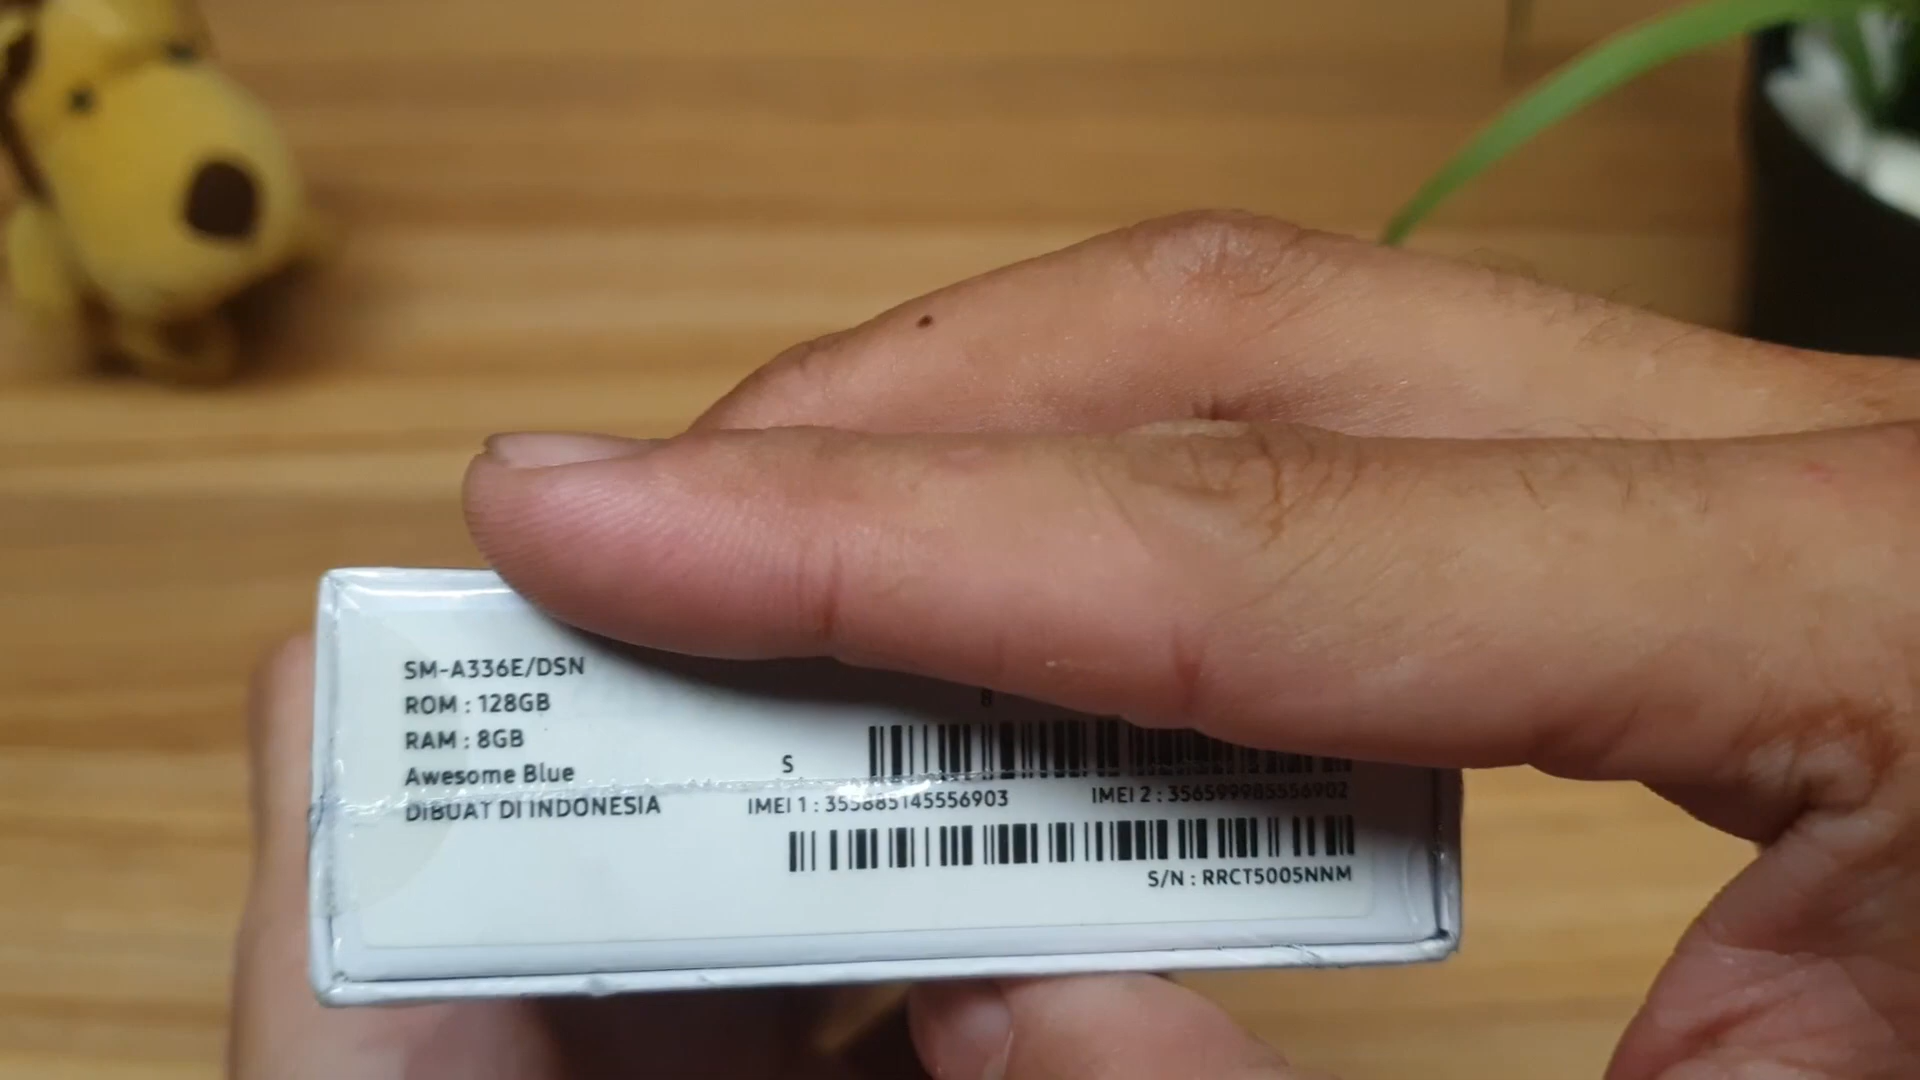 SM-A336E/DSN
ROM : 128GB
RAM : 8GB
Awesome Blue
DIBUAT DI INDONESIA
8
S
IMEI 1 : 355885145556903
IMEI 2 : 356599985556902
S/N : RRCT5005NNM